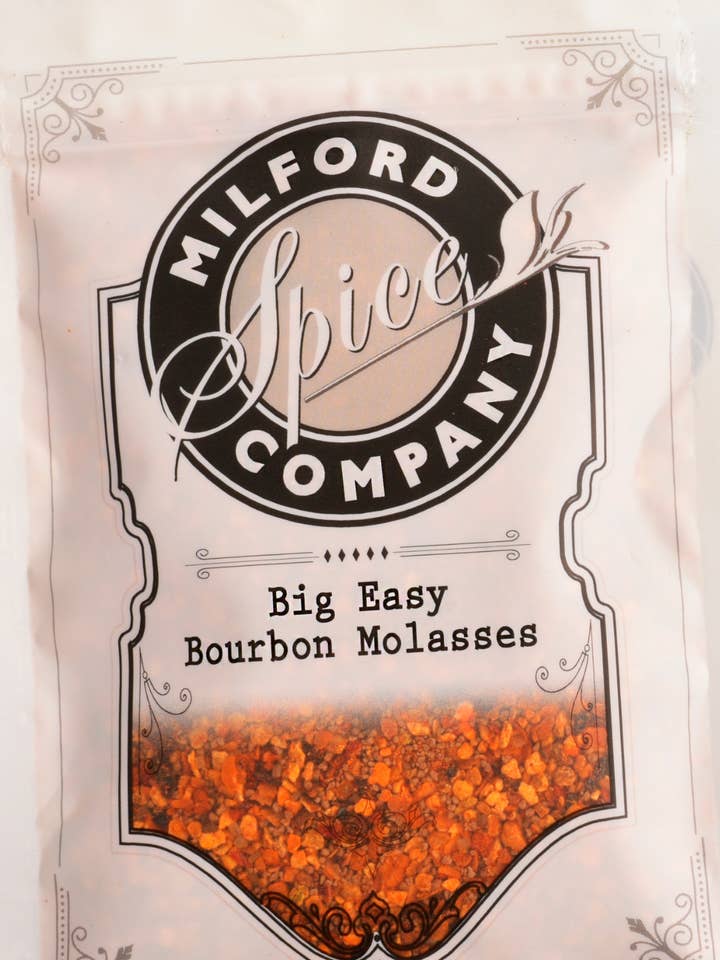 MILFORD
Spice
COMPANY
Big Easy
Bourbon Molasses